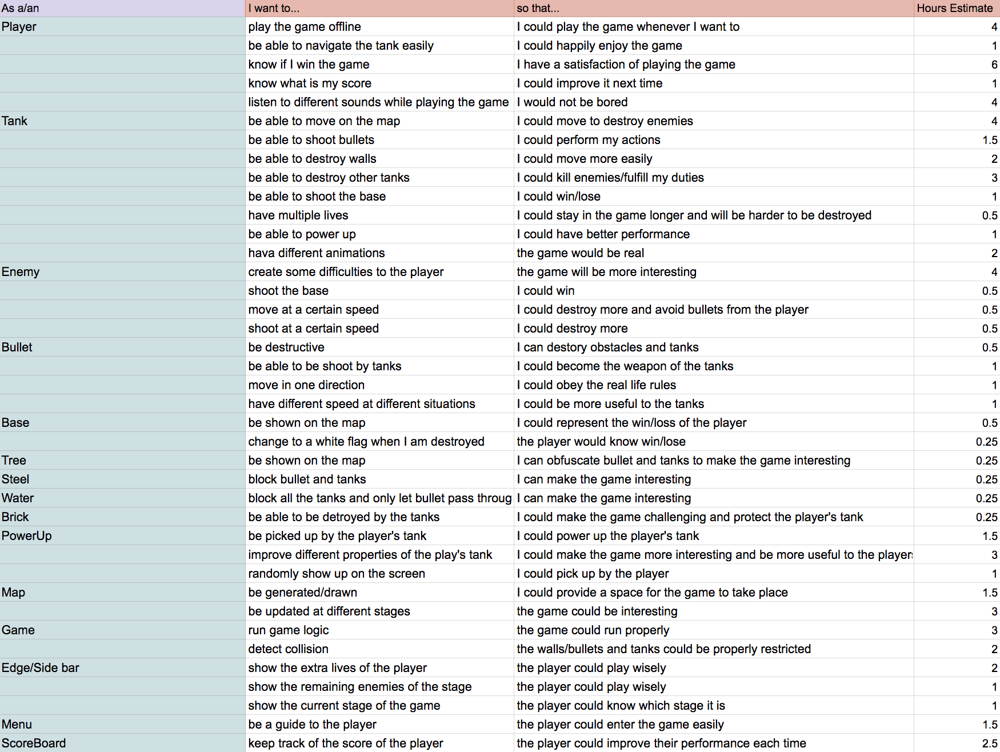 As a/an I want to... so that... Hours Estimate
Player play the game offline I could play the game whenever I want to 4
be able to navigate the tank easily I could happily enjoy the game 1
know if I win the game I have a satisfaction of playing the game 6
know what is my score I could improve it next time 1
listen to different sounds while playing the game I would not be bored 4
Tank be able to move on the map I could move to destroy enemies 4
be able to shoot bullets I could perform my actions 1.5
be able to destroy walls I could move more easily 2
be able to destroy other tanks I could kill enemies/fulfill my duties 3
be able to shoot the base I could win/lose 1
have multiple lives I could stay in the game longer and will be harder to be destroyed 0.5
be able to power up I could have better performance 1
hava different animations the game would be real 2
Enemy create some difficulties to the player the game will be more interesting 4
shoot the base I could win 0.5
move at a certain speed I could destroy more and avoid bullets from the player 0.5
shoot at a certain speed I could destroy more 0.5
Bullet be destructive I can destory obstacles and tanks 0.5
be able to be shoot by tanks I could become the weapon of the tanks 1
move in one direction I could obey the real life rules 1
have different speed at different situations I could be more useful to the tanks 1
Base be shown on the map I could represent the win/loss of the player 0.5
change to a white flag when I am destroyed the player would know win/lose 0.25
Tree be shown on the map I can obfuscate bullet and tanks to make the game interesting 0.25
Steel block bullet and tanks I can make the game interesting 0.25
Water block all the tanks and only let bullet pass throug I can make the game interesting 0.25
Brick be able to be detroyed by the tanks I could make the game challenging and protect the player's tank 0.25
PowerUp be picked up by the player's tank I could power up the player's tank 1.5
improve different properties of the play's tank I could make the game more interesting and be more useful to the player 3
randomly show up on the screen I could pick up by the player 1
Map be generated/drawn I could provide a space for the game to take place 1.5
be updated at different stages the game could be interesting 3
Game run game logic the game could run properly 3
detect collision the walls/bullets and tanks could be properly restricted 2
Edge/Side bar show the extra lives of the player the player could play wisely 2
show the remaining enemies of the stage the player could play wisely 1
show the current stage of the game the player could know which stage it is 1
Menu be a guide to the player the player could enter the game easily 1.5
ScoreBoard keep track of the score of the player the player could improve their performance each time 2.5